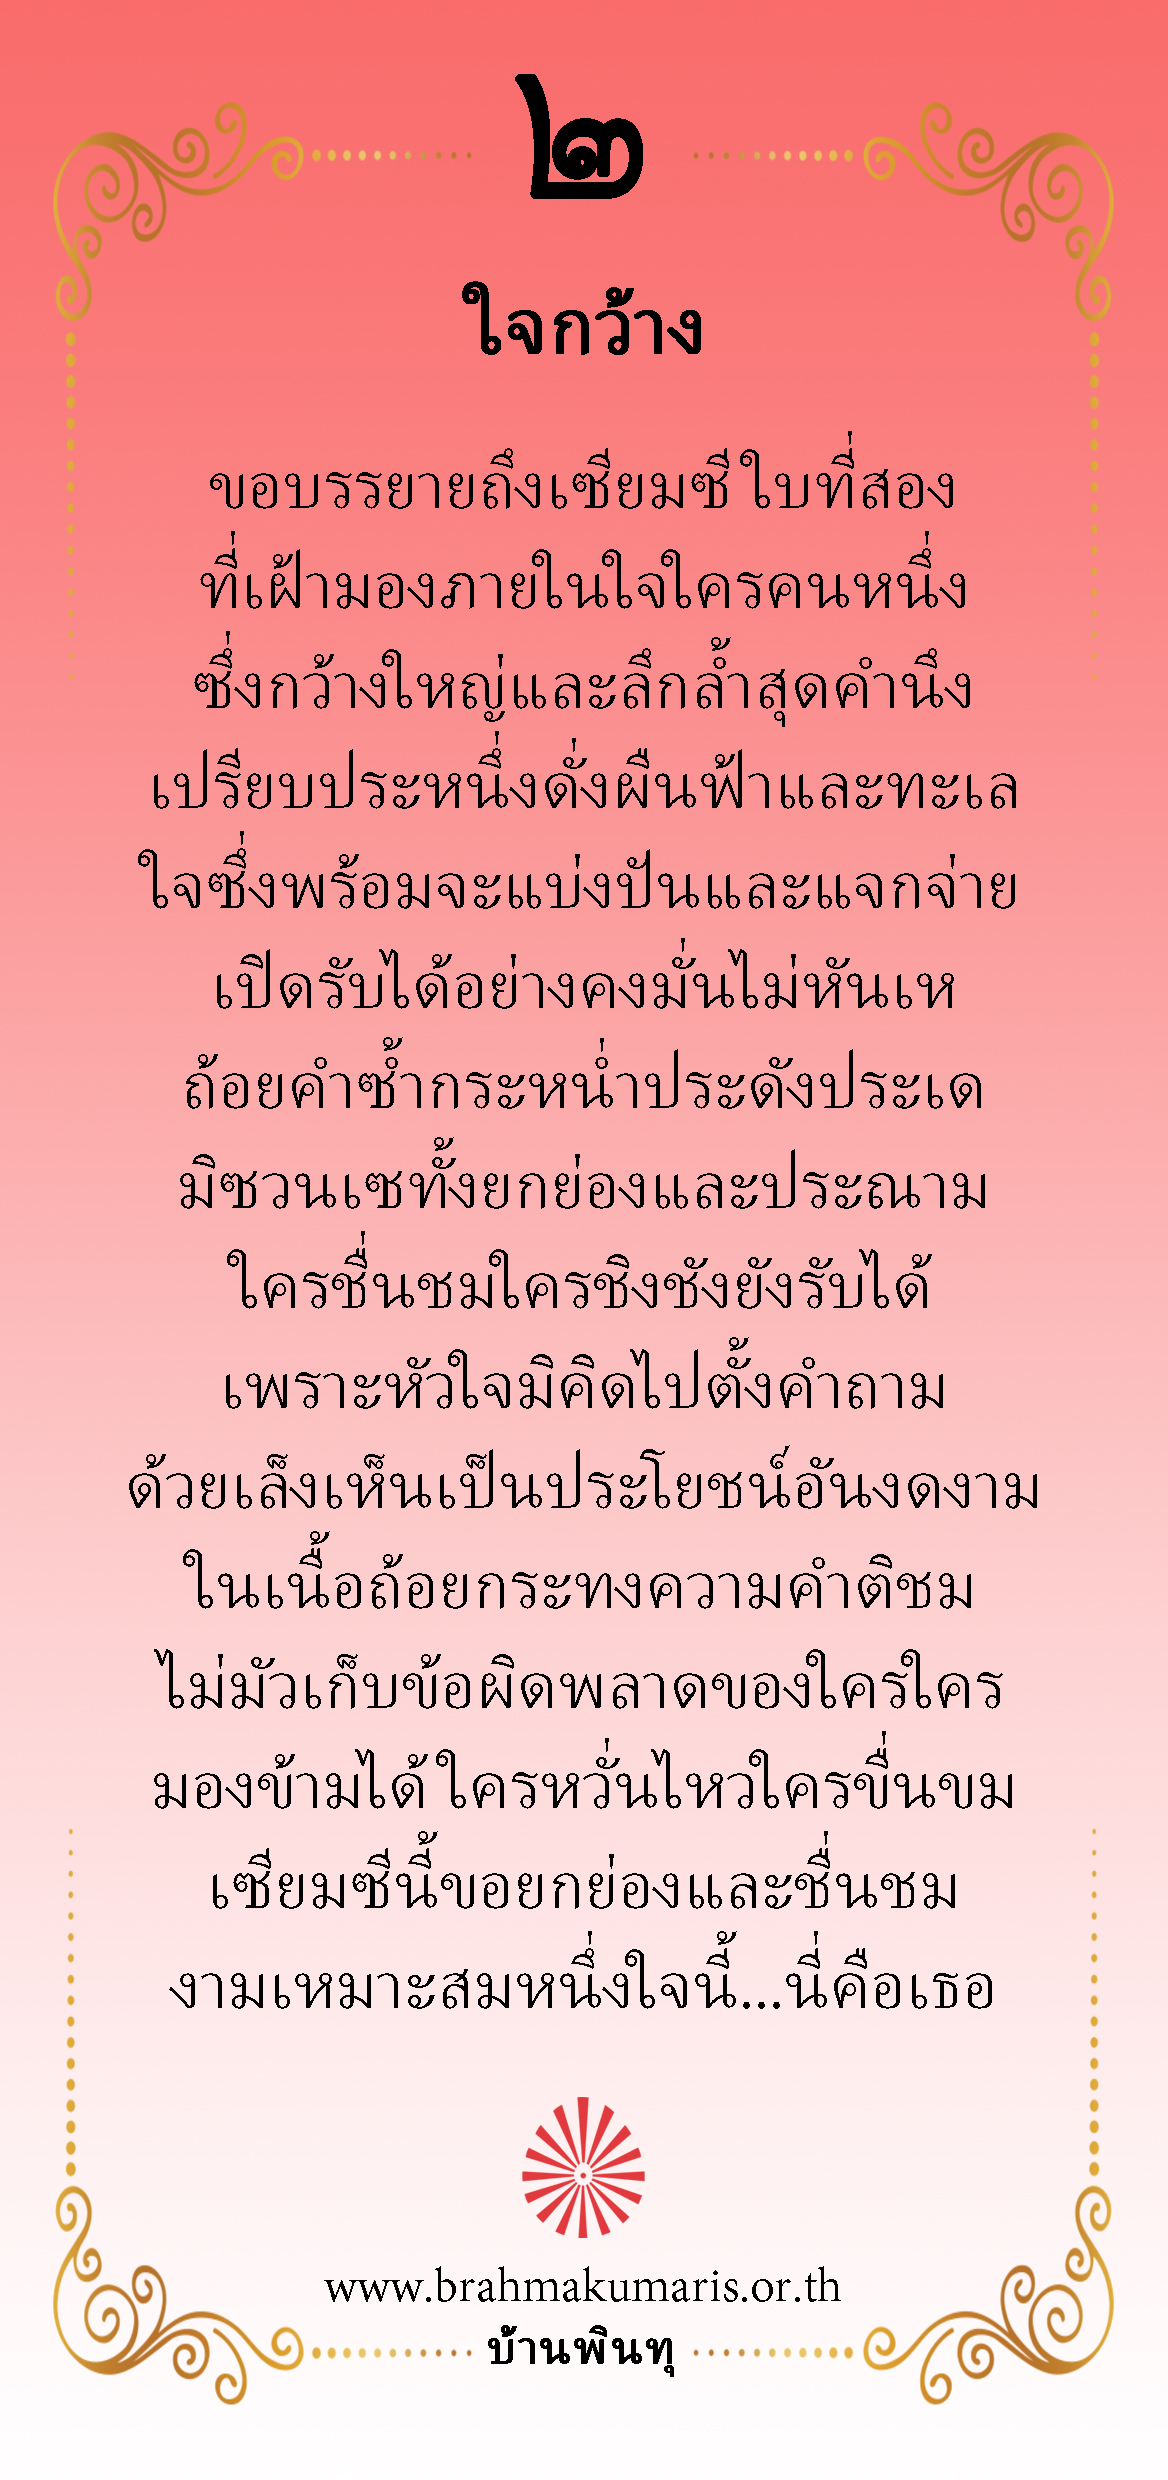 ๒
ใจกว้าง
ขอบรรยายถึงเซียมซี ใบที่สอง
ที่เฝ้ามองภายในใจใครคนหนึ่ง
ซึ่งกว้างใหญ่และลึกล้ำสุดคำนึง
เปรียบประหนึ่งดั่งผืนฟ้าและทะเล
ใจซึ่งพร้อมจะแบ่งปันและแจกจ่าย
เปิดรับได้อย่างคงมั่นไม่หันเห
ถ้อยคำซ้ำกระหน่ำประดังประเด
มิซวนเซทั้งยกย่องและประณาม
ใครชื่นชมใครชิงชังยังรับได้
เพราะหัวใจมิคิดไปตั้งคำถาม
ด้วยเล็งเห็นเป็นประโยชน์อันงดงาม
ในเนื้อถ้อยกระทงความคำติชม
ไม่มัวเก็บข้อผิดพลาดของใครใคร
มองข้ามได้ ใครหวั่นไหวใครขื่นขม
เซียมซีนี้ขอยกย่องและชื่นชม
งามเหมาะสมหนึ่งใจนี้...นี่คือเธอ
www.brahmakumaris.or.th
บ้านพินทุ